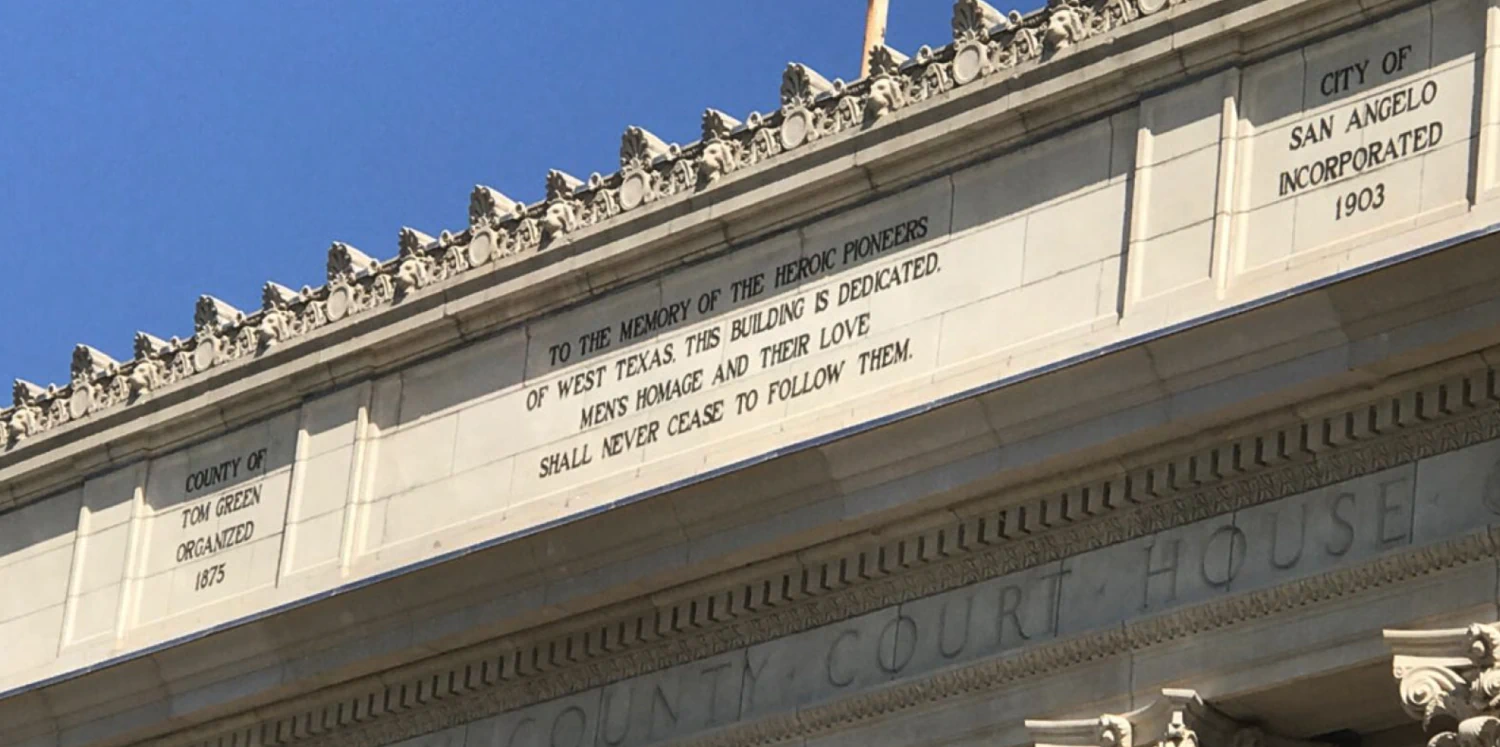 CITY OF
SAN ANGELO
INCORPORATED
1903
TO THE MEMORY OF THE HEROIC PIONEERS
OF WEST TEXAS, THIS BUILDING IS DEDICATED.
MEN'S HOMAGE AND THEIR LOVE
SHALL NEVER CEASE TO FOLLOW THEM.
COUNTY OF
TOM GREEN
ORGANIZED
1875
COUNTY · COURT · HOUSE ·